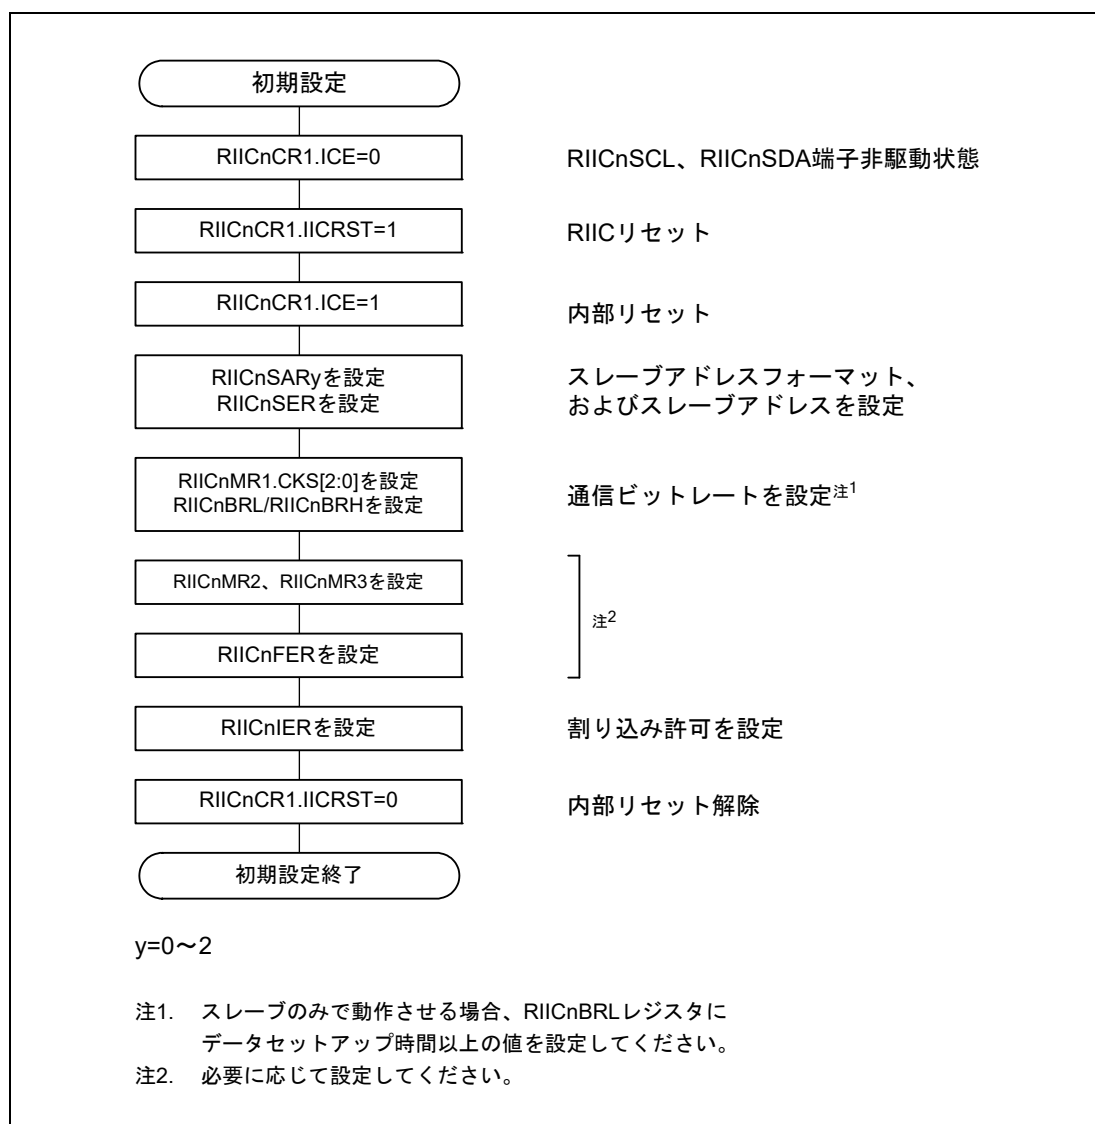 初期設定
RIICnCR1.ICE=0
RIICnSCL、RIICnSDA端子非駆動状態
RIICnCR1.IICRST=1
RIICリセット
RIICnCR1.ICE=1
内部リセット
RIICnSARyを設定
RIICnSERを設定
スレーブアドレスフォーマット、
およびスレーブアドレスを設定
RIICnMR1.CKS[2:0]を設定
RIICnBRL/RIICnBRHを設定
通信ビットレートを設定注1
RIICnMR2、RIICnMR3を設定
注2
RIICnFERを設定
RIICnIERを設定
割り込み許可を設定
RIICnCR1.IICRST=0
内部リセット解除
初期設定終了
y=0～2
注1. スレーブのみで動作させる場合、RIICnBRLレジスタに
データセットアップ時間以上の値を設定してください。
注2. 必要に応じて設定してください。